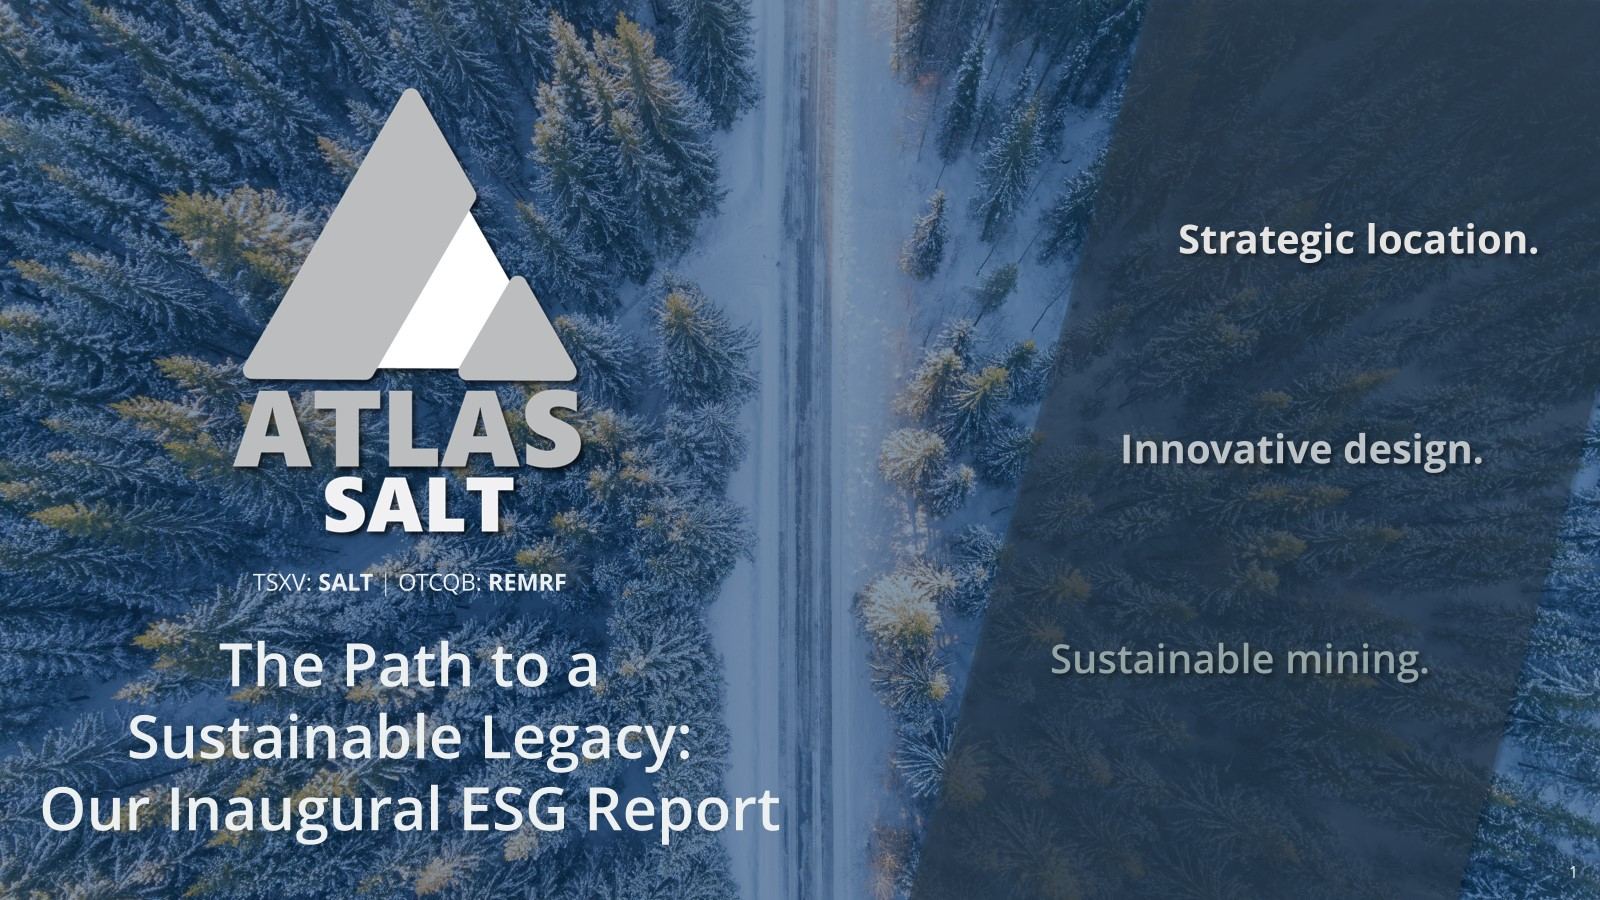 ATLAS
SALT
TSXV: SALT | OTCQB: REMRF
The Path to a
Sustainable Legacy:
Our Inaugural ESG Report
Strategic location.
Innovative design.
Sustainable mining.
1